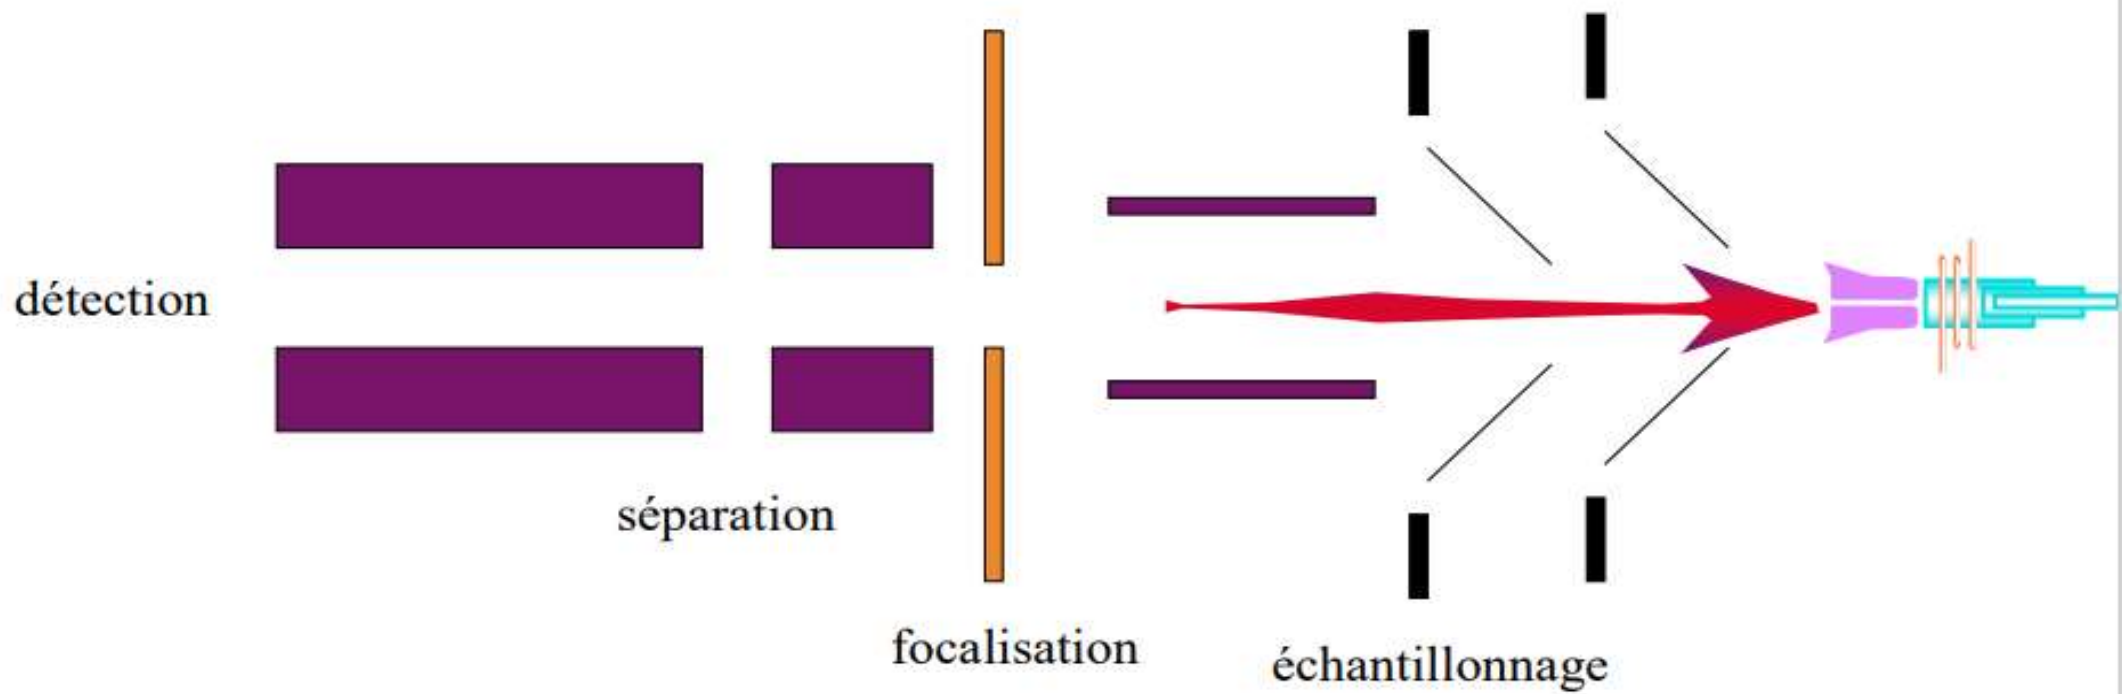 détection
séparation
focalisation
échantillonnage